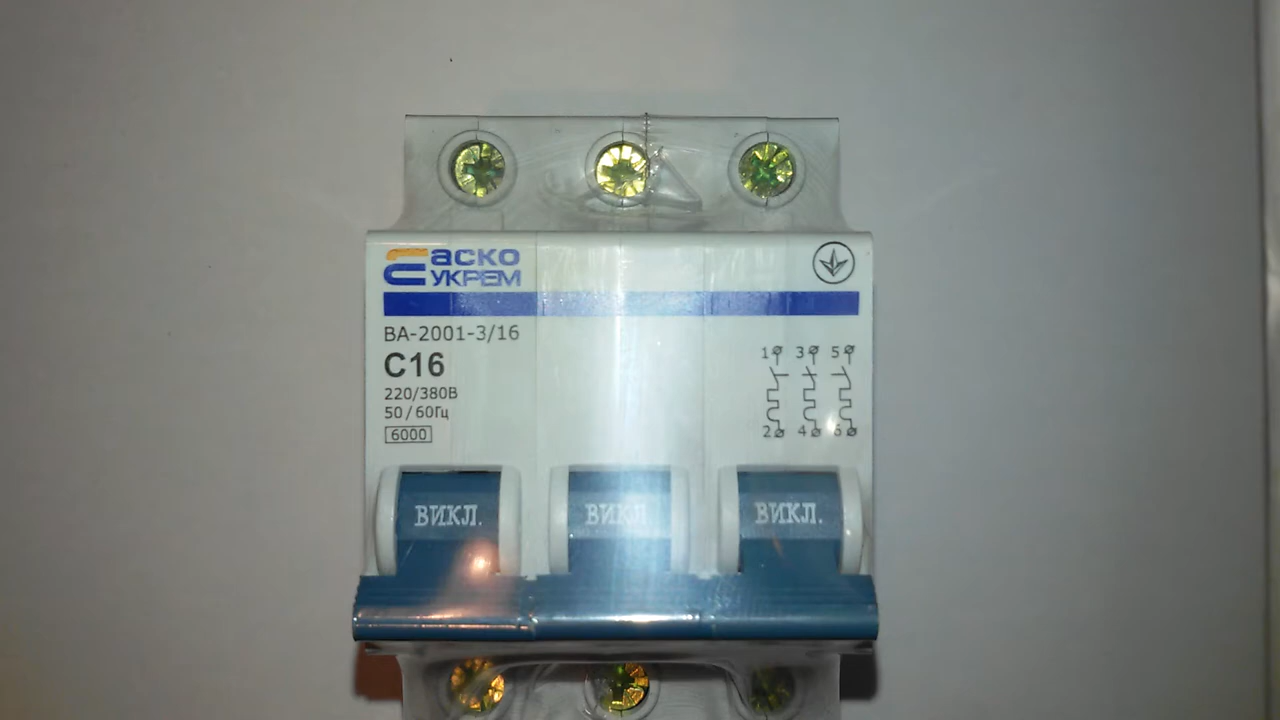 аско
УКРЕМ
ВА-2001-3/16
C16
220/380В
50/60Гц
6000
1 3 5
2 4 6
ВИКЛ. ВИКЛ. ВИКЛ.